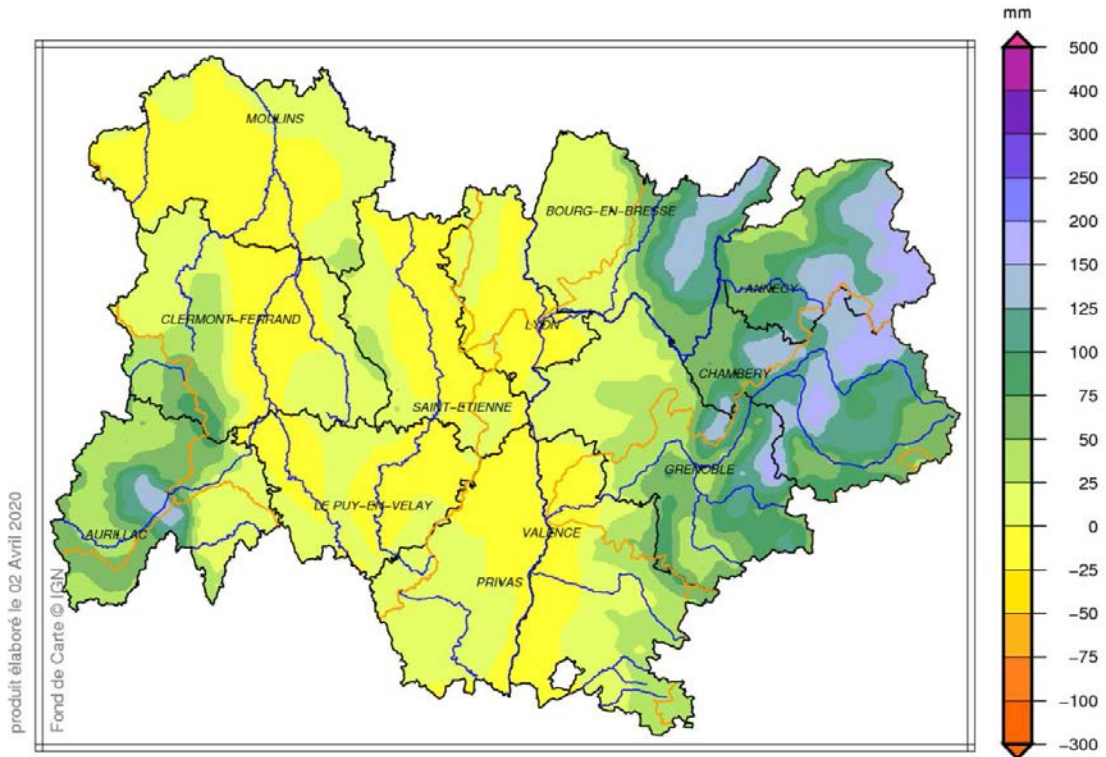 mm
500
400
300
250
200
150
125
100
75
50
25
0
-25
-50
-75
-100
-300
MOULINS
BOURG-EN-BRESSE
ANNECY
CLERMONT-FERRAND
LYON
CHAMBERY
SAINT-ETIENNE
GRENOBLE
LE PUY-EN-VELAY
AURILLAC
VALENCE
PRIVAS
produit élaboré le 02 Avril 2020
Fond de Carte © IGN